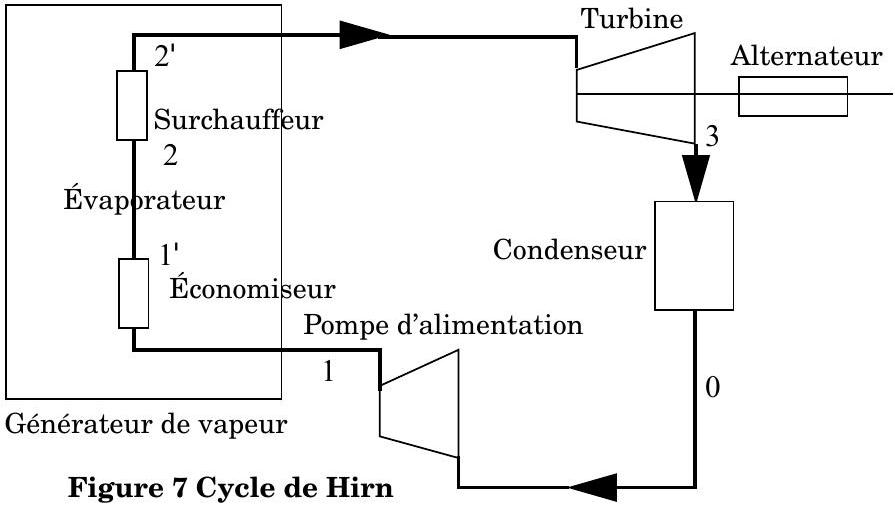 Turbine
Alternateur
2'
Surchauffeur
2
3
Évaporateur
1'
Condenseur
Économiseur
Pompe d'alimentation
1
0
Générateur de vapeur
Figure 7 Cycle de Hirn